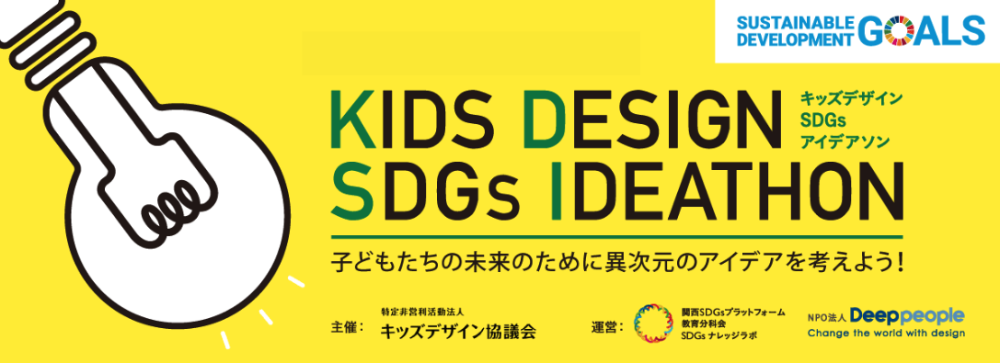 SUSTAINABLE
DEVELOPMENT GOALS
KIDS DESIGN
キッズデザイン
SDGs
アイデアソン
SDGs IDEATHON
子どもたちの未来のために異次元のアイデアを考えよう！
主催：
特定非営利活動法人
キッズデザイン協議会
運営：
関西SDGsプラットフォーム
教育分科会
SDGs ナレッジラボ
NPO法人 Deeppeople
Change the world with design